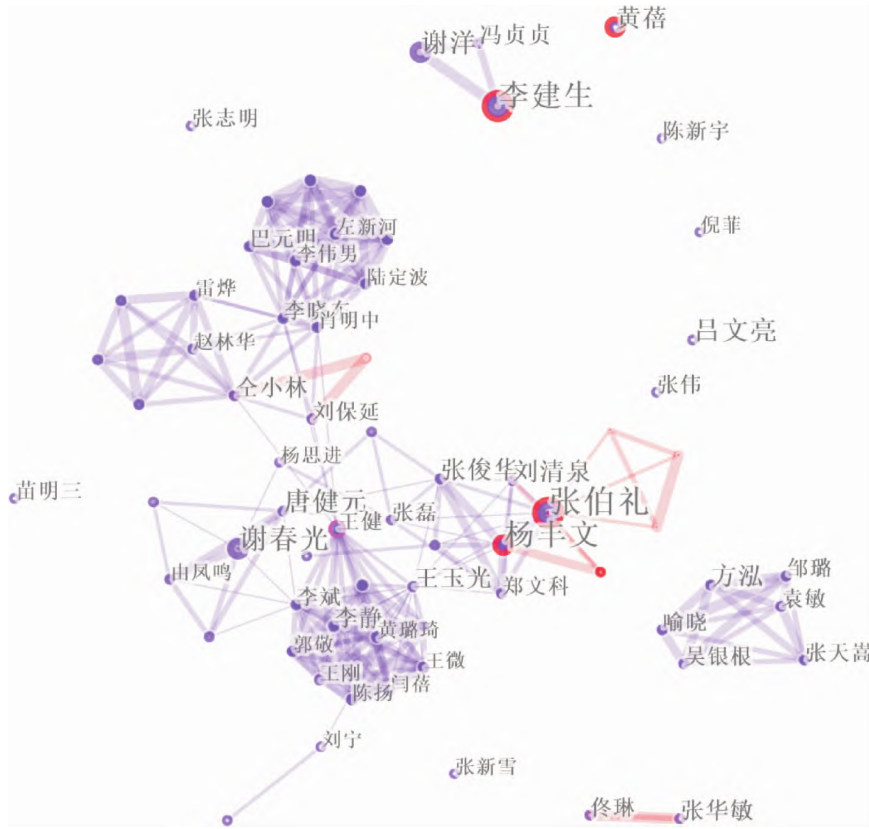 黄蓓
冯贞贞
谢洋
李建生
张志明
陈新宇
倪菲
左新河
巴元明
李伟男
陆定波
雷烨
李晓东
肖明中
吕文亮
赵林华
仝小林
张伟
刘保延
杨思进
张俊华
刘清泉
苗明三
唐健元
张伯礼
王健
张磊
谢春光
杨丰文
由凤鸣
王玉光
郑文科
方泓
邹璐
李斌
袁敏
李静
喻晓
黄璐琦
郭敬
吴银根
张天嵩
王微
王刚
闫蓓
陈扬
刘宁
张新雪
佟琳
张华敏